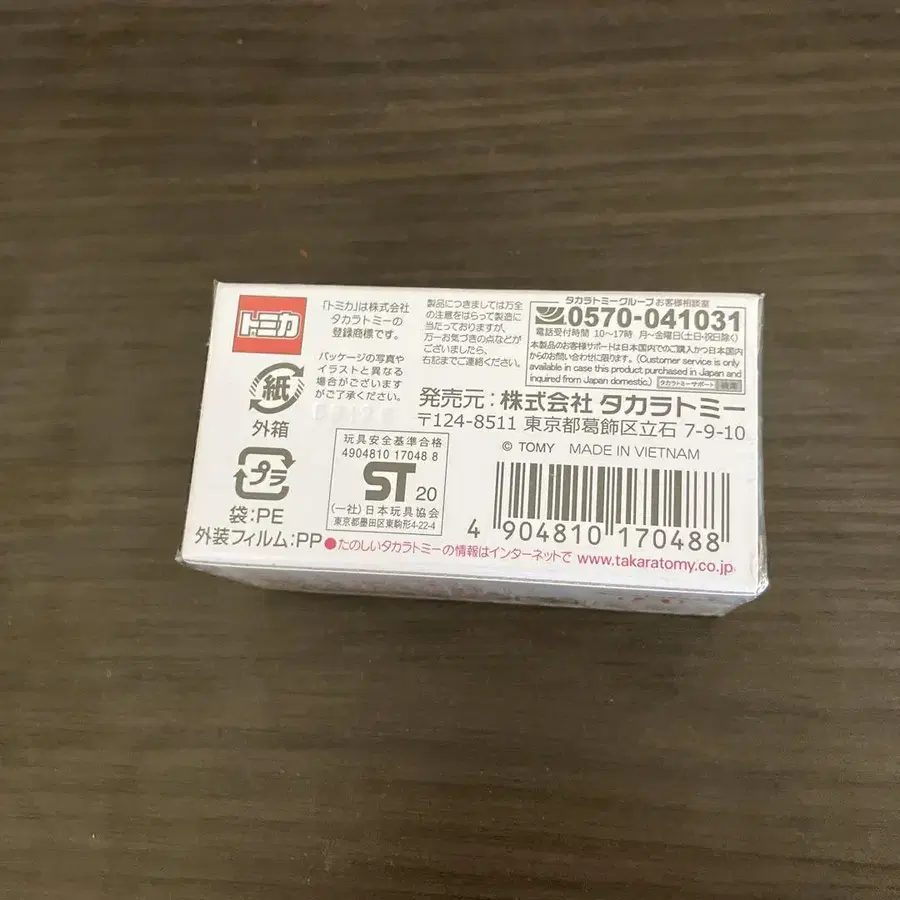 トミカ
「トミカ」は株式会社
タカラトミーの
登録商標です。
パッケージの写真や
イラストと異なる
場合がございます
がご了承ください。
製品につきましては万全
の注意をはらって製造に
当たっておりますが、
万一お気づきの点などが
ございましたら、
右記までご連絡ください。
タカラトミーグループ お客様相談室
0570-041031
電話受付時間 10〜17時 月〜金曜日(土日・祝日除く)
本製品のお客様サポートは日本国内でのご購入かつ日本国内
からのお問い合わせに限ります。(Customer service is only
available in case this product purchased in Japan and
inquired from Japan domestic.)
タカラトミーサポート 検索
発売元:株式会社 タカラトミー
〒124-8511 東京都葛飾区立石 7-9-10
© TOMY MADE IN VIETNAM
紙
外箱
プラ
袋:PE
外装フィルム:PP
玩具安全基準合格
4904810 17048 8
ST 20
(一社)日本玩具協会
東京都墨田区東駒形4-22-4
4 904810 170488
●たのしいタカラトミーの情報はインターネットで www.takaratomy.co.jp